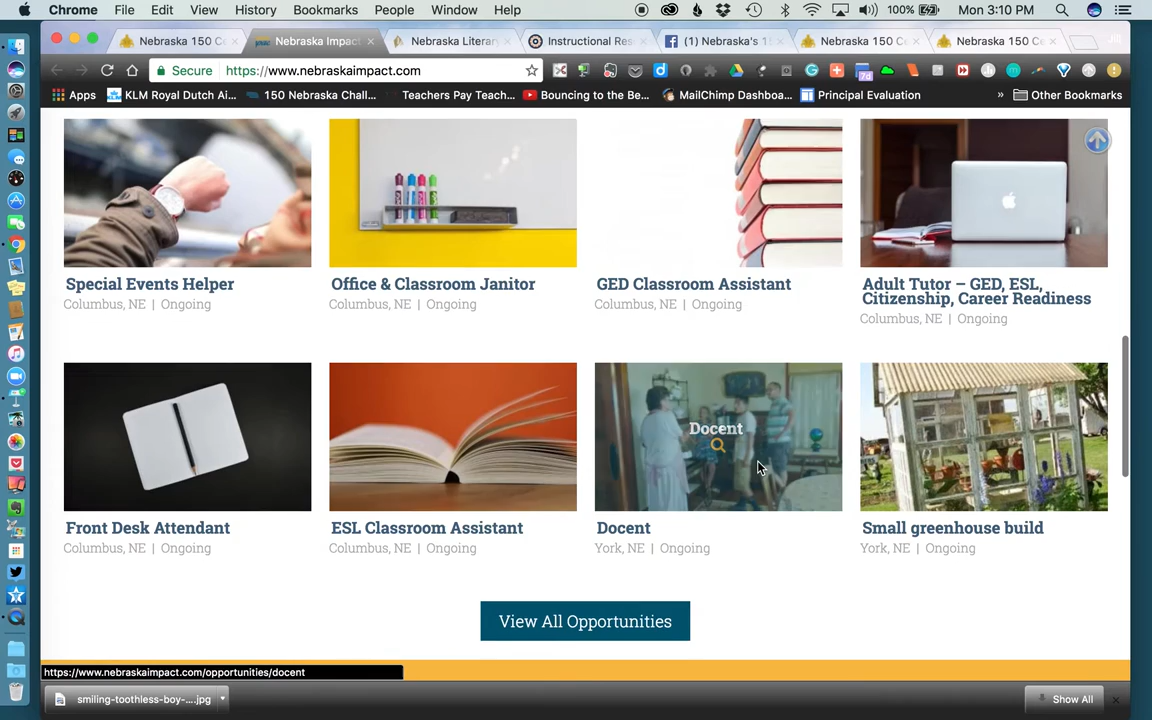 Chrome File Edit View History Bookmarks People Window Help 100% Mon 3:10 PM
Nebraska 150 Ce Nebraska Impac Nebraska Literar Instructional Res (1) Nebraska's 1 Nebraska 150 Ce Nebraska 150 Ce
Secure https://www.nebraskaimpact.com 7d
Apps KLM Royal Dutch Ai... 150 Nebraska Chall... Teachers Pay Teach... Bouncing to the Be... MailChimp Dashboa... Principal Evaluation » Other Bookmarks
Special Events Helper
Columbus, NE | Ongoing
Office & Classroom Janitor
Columbus, NE | Ongoing
GED Classroom Assistant
Columbus, NE | Ongoing
Adult Tutor – GED, ESL,
Citizenship, Career Readiness
Columbus, NE | Ongoing
Front Desk Attendant
Columbus, NE | Ongoing
ESL Classroom Assistant
Columbus, NE | Ongoing
Docent
Docent
York, NE | Ongoing
Small greenhouse build
York, NE | Ongoing
View All Opportunities
https://www.nebraskaimpact.com/opportunities/docent
smiling-toothless-boy-....jpg Show All